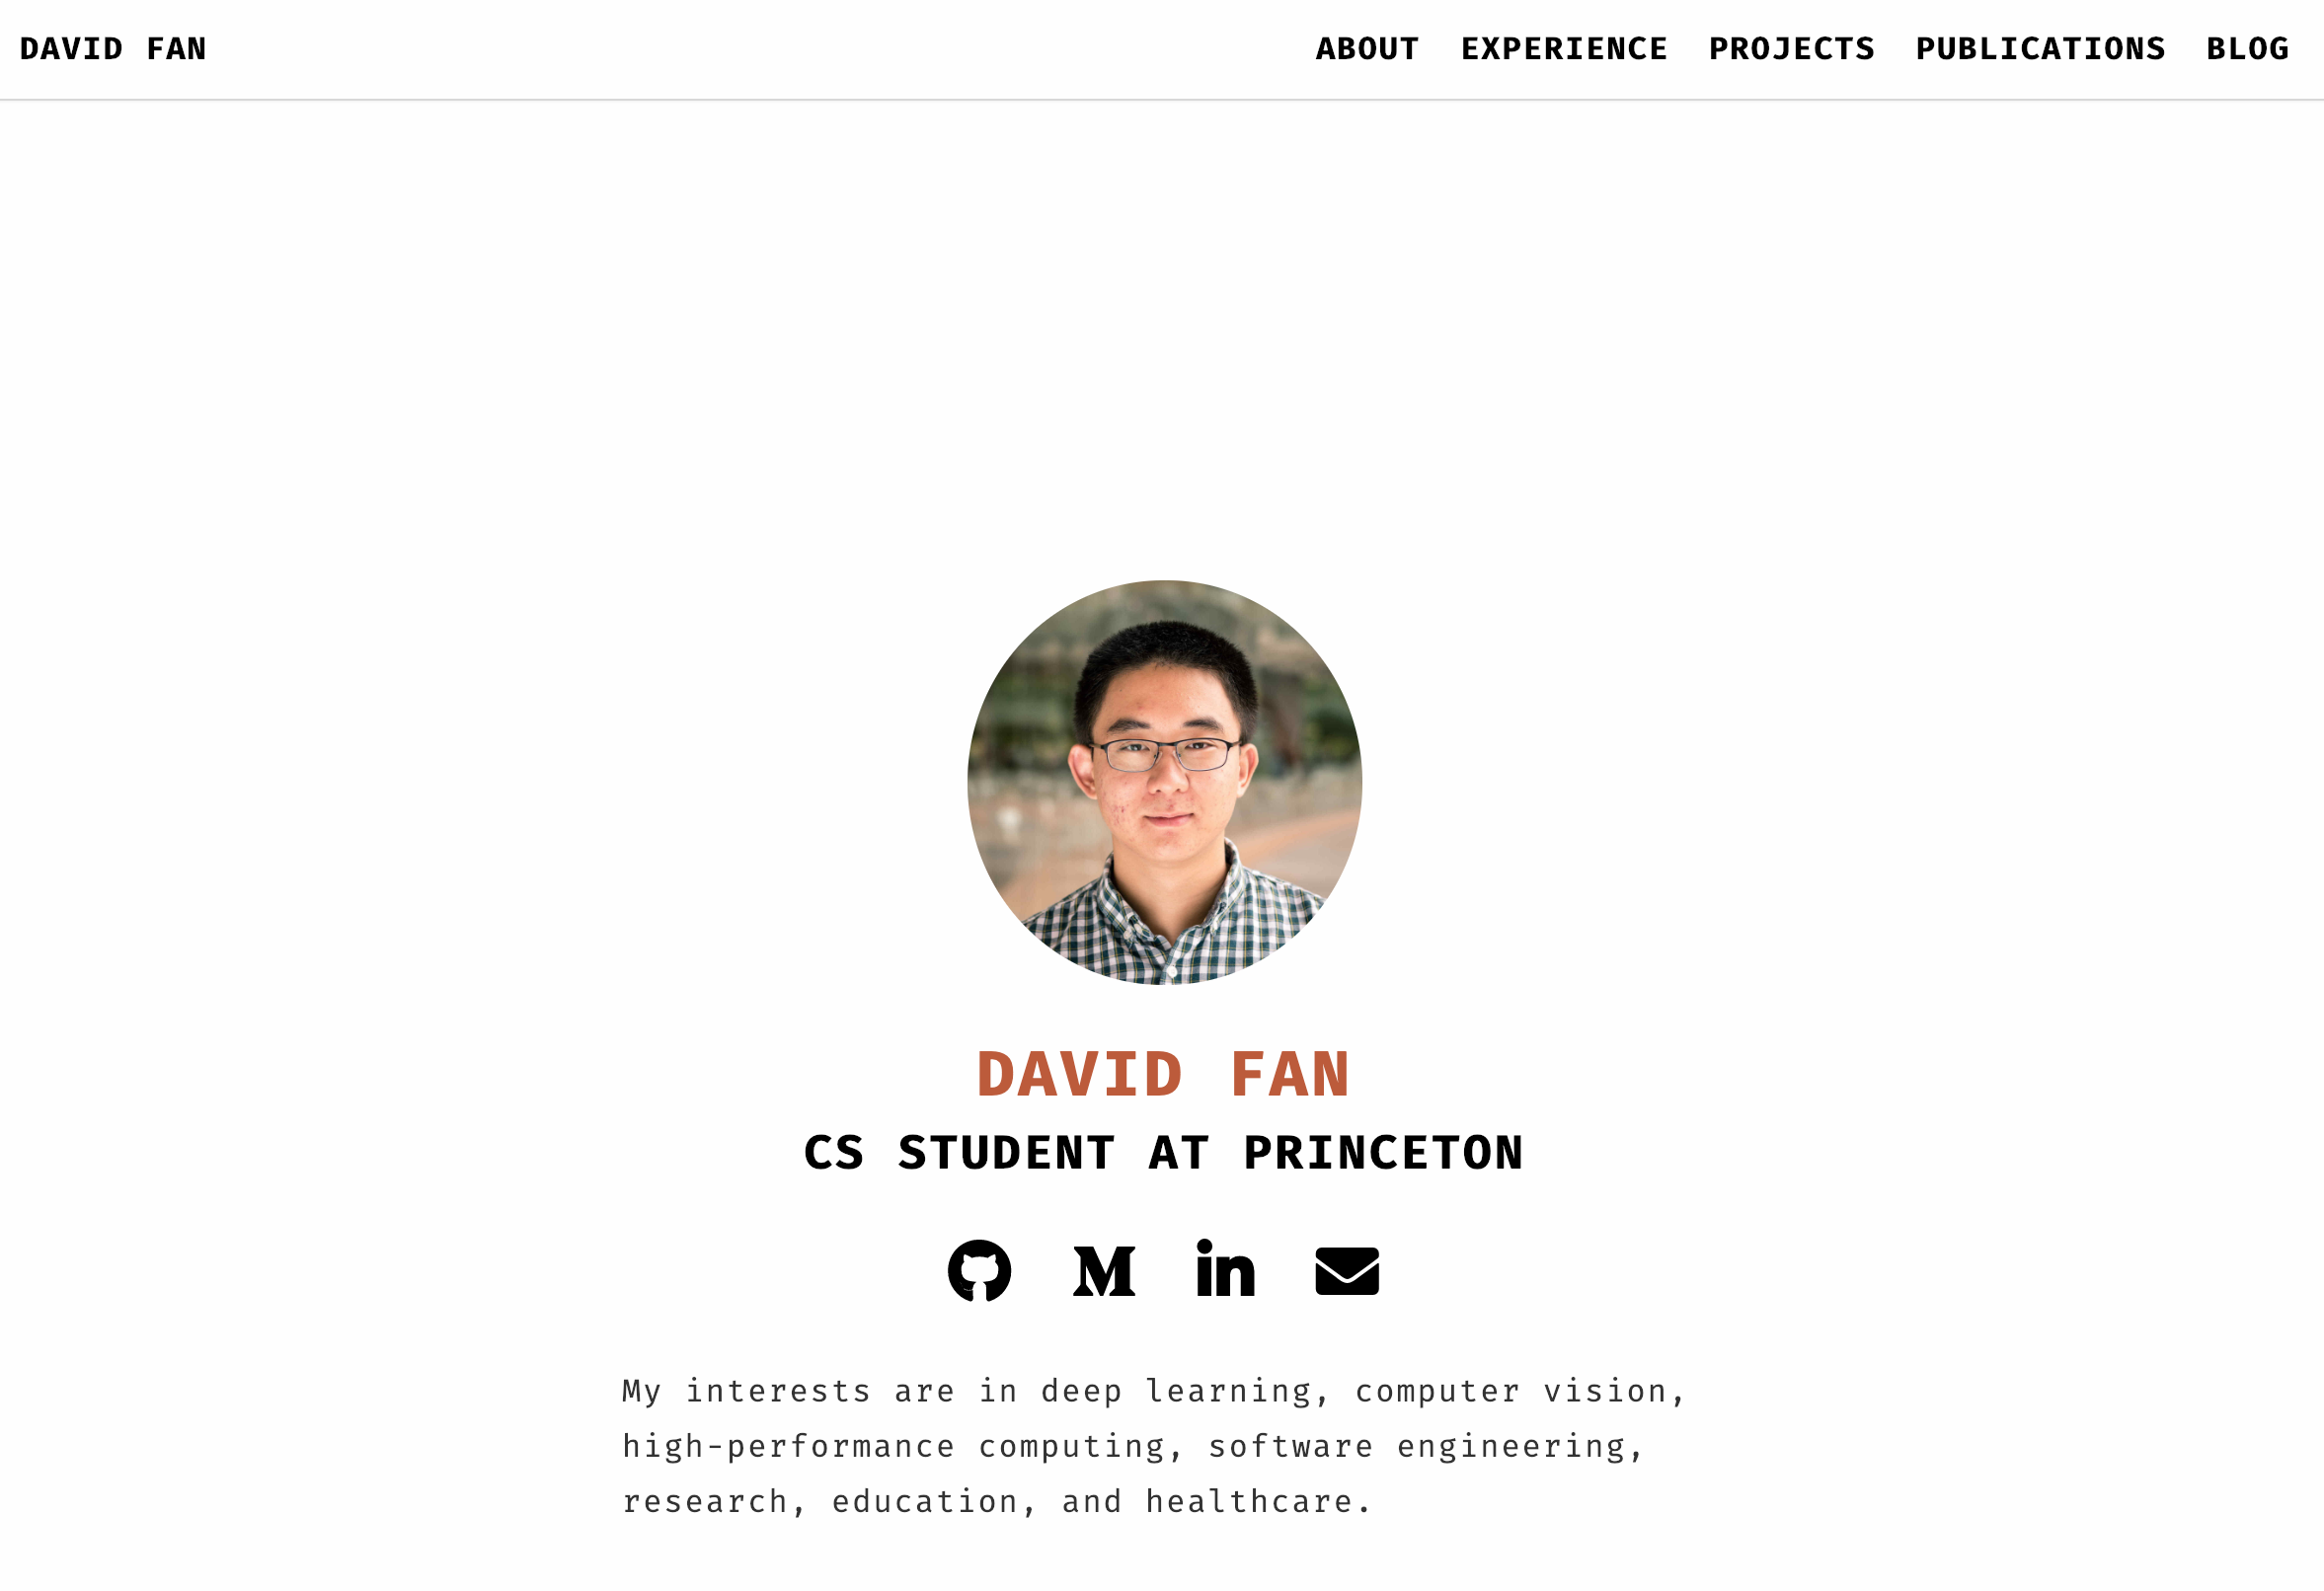 DAVID FAN
ABOUT EXPERIENCE PROJECTS PUBLICATIONS BLOG
DAVID FAN
CS STUDENT AT PRINCETON
My interests are in deep learning, computer vision,
high-performance computing, software engineering,
research, education, and healthcare.